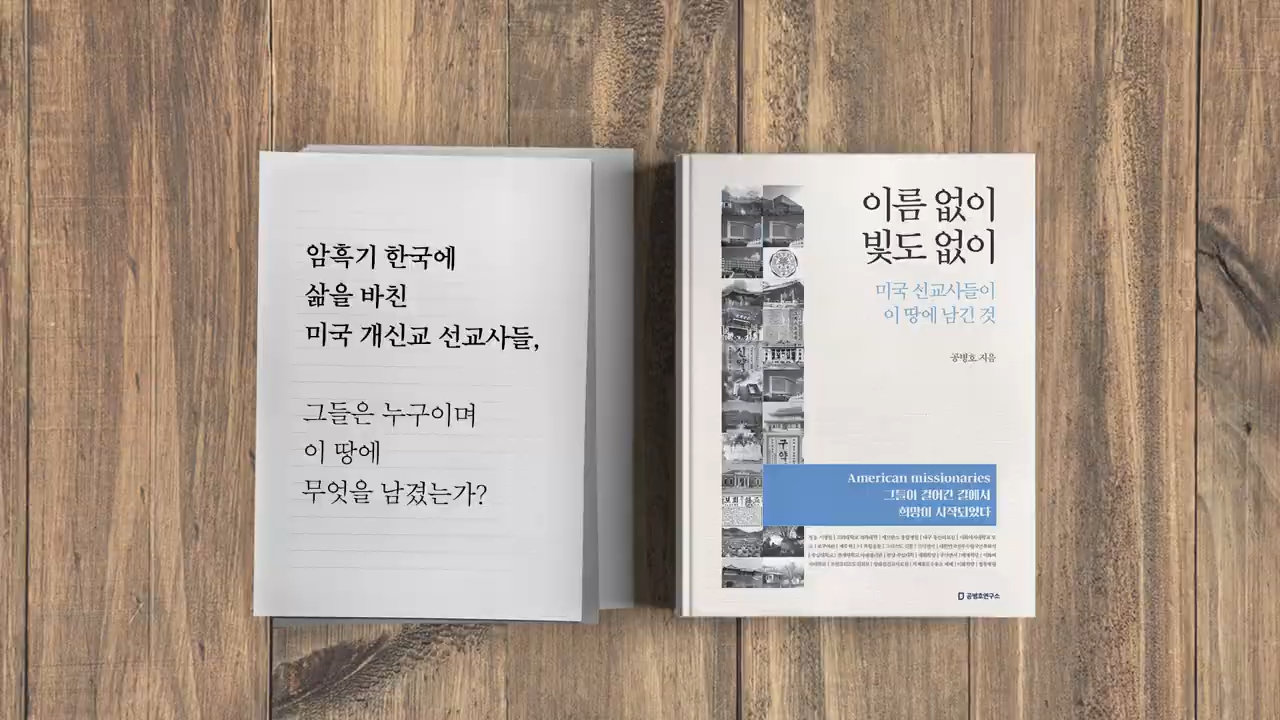 암흑기 한국에
삶을 바친
미국 개신교 선교사들,
그들은 누구이며
이 땅에
무엇을 남겼는가?
이름 없이
빛도 없이
미국 선교사들이
이 땅에 남긴 것
공병호 지음
구약
American missionaries
그들이 걸어간 길에서
희망이 시작되었다
공병호연구소